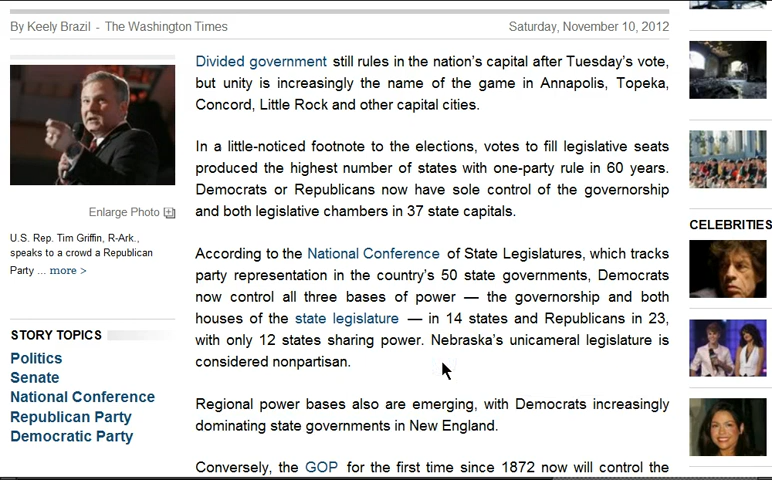 By Keely Brazil - The Washington Times
Saturday, November 10, 2012
Enlarge Photo
U.S. Rep. Tim Griffin, R-Ark.,
speaks to a crowd a Republican
Party ... more >
STORY TOPICS
Politics
Senate
National Conference
Republican Party
Democratic Party
Divided government still rules in the nation's capital after Tuesday's vote,
but unity is increasingly the name of the game in Annapolis, Topeka,
Concord, Little Rock and other capital cities.
In a little-noticed footnote to the elections, votes to fill legislative seats
produced the highest number of states with one-party rule in 60 years.
Democrats or Republicans now have sole control of the governorship
and both legislative chambers in 37 state capitals.
According to the National Conference of State Legislatures, which tracks
party representation in the country's 50 state governments, Democrats
now control all three bases of power — the governorship and both
houses of the state legislature — in 14 states and Republicans in 23,
with only 12 states sharing power. Nebraska's unicameral legislature is
considered nonpartisan.
Regional power bases also are emerging, with Democrats increasingly
dominating state governments in New England.
Conversely, the GOP for the first time since 1872 now will control the
CELEBRITIES